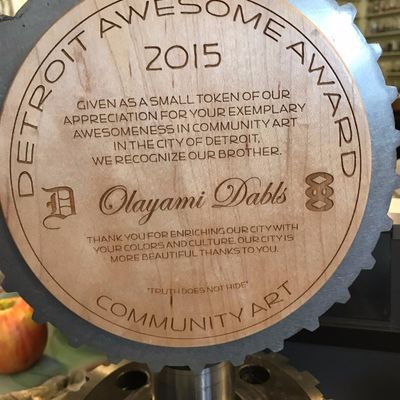 DETROIT AWESOME AWARD
2015
GIVEN AS A SMALL TOKEN OF OUR
APPRECIATION FOR YOUR EXEMPLARY
AWESOMENESS IN COMMUNITY ART
IN THE CITY OF DETROIT,
WE RECOGNIZE OUR BROTHER.
D Olayami Dabls
THANK YOU FOR ENRICHING OUR CITY WITH
YOUR COLORS AND CULTURE. OUR CITY IS
MORE BEAUTIFUL THANKS TO YOU.
"TRUTH DOES NOT HIDE"
COMMUNITY ART